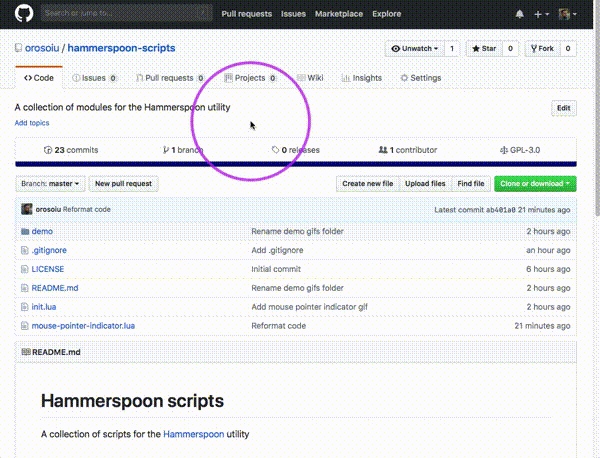 Search or jump to... /
Pull requests Issues Marketplace Explore
orosoiu / hammerspoon-scripts
Unwatch 1 Star 0 Fork 0
Code Issues 0 Pull requests 0 Projects 0 Wiki Insights Settings
A collection of modules for the Hammerspoon utility
Edit
Add topics
23 commits 1 branch 0 releases 1 contributor GPL-3.0
Branch: master New pull request Create new file Upload files Find file Clone or download
orosoiu Reformat code Latest commit ab401a0 21 minutes ago
demo Rename demo gifs folder 2 hours ago
.gitignore Add .gitignore an hour ago
LICENSE Initial commit 6 hours ago
README.md Rename demo gifs folder 2 hours ago
init.lua Add mouse pointer indicator gif 2 hours ago
mouse-pointer-indicator.lua Reformat code 21 minutes ago
README.md
Hammerspoon scripts
A collection of scripts for the Hammerspoon utility